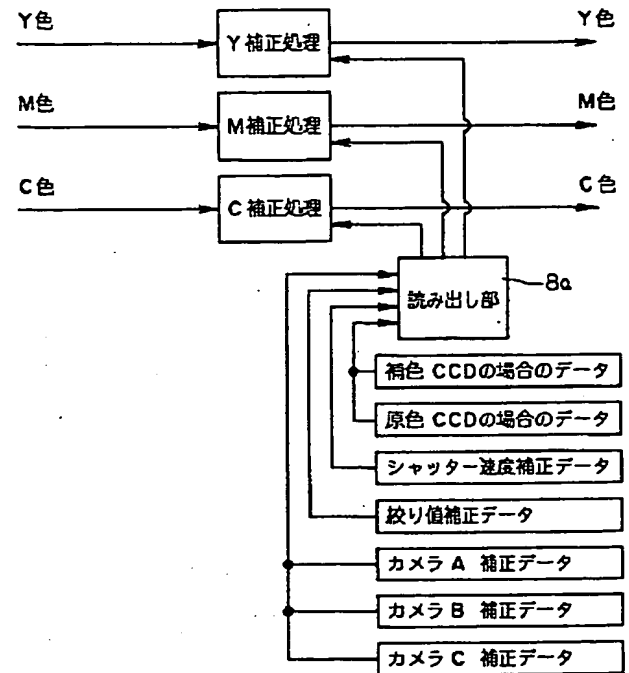 Y色
Y補正処理
Y色
M色
M補正処理
M色
C色
C補正処理
C色
読み出し部
8a
補色 CCDの場合のデータ
原色 CCDの場合のデータ
シャッター速度補正データ
絞り値補正データ
カメラ A 補正データ
カメラ B 補正データ
カメラ C 補正データ